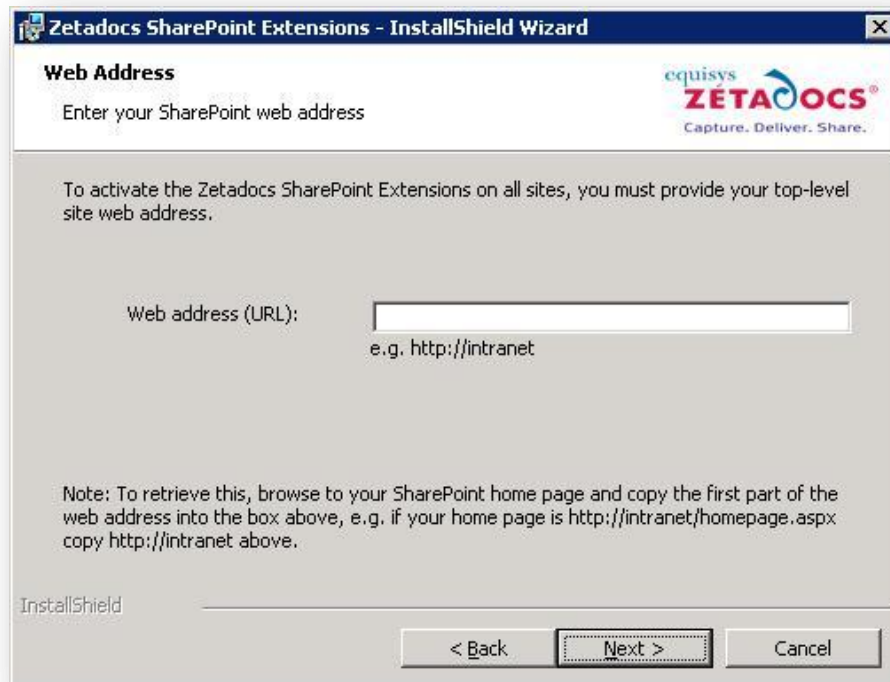 Zetadocs SharePoint Extensions - InstallShield Wizard
Web Address
Enter your SharePoint web address
equisys
ZÉTADOCS®
Capture. Deliver. Share.
To activate the Zetadocs SharePoint Extensions on all sites, you must provide your top-level
site web address.
Web address (URL):
e.g. http://intranet
Note: To retrieve this, browse to your SharePoint home page and copy the first part of the
web address into the box above, e.g. if your home page is http://intranet/homepage.aspx
copy http://intranet above.
InstallShield
< Back
Next >
Cancel